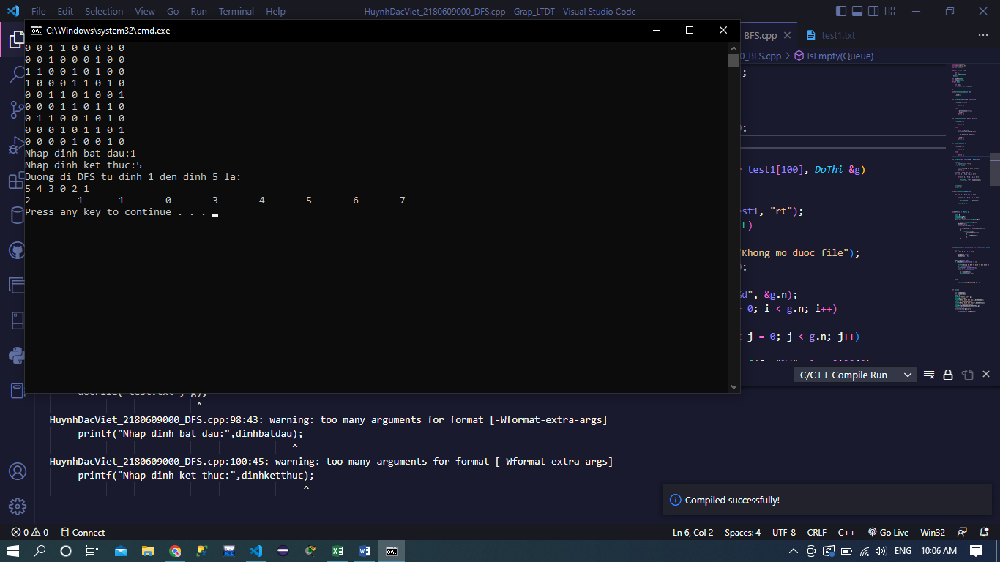 File Edit Selection View Go Run Terminal Help HuynhDacViet_2180609000_DFS.cpp - Grap_LTDT - Visual Studio Code
C:\Windows\system32\cmd.exe
_BFS.cpp test1.txt
0_BFS.cpp > IsEmpty(Queue)
0 0 1 1 0 0 0 0 0
0 0 1 0 0 0 1 0 0
1 1 0 0 1 0 1 0 0
1 0 0 0 1 1 0 1 0
0 0 1 1 0 1 0 0 1
0 0 0 1 1 0 1 1 0
0 1 1 0 0 1 0 1 0
0 0 0 1 0 1 1 0 1
0 0 0 0 1 0 0 1 0
Nhap dinh bat dau:1
Nhap dinh ket thuc:5
Duong di DFS tu dinh 1 den dinh 5 la:
5 4 3 0 2 1
2 -1 1 0 3 4 5 6 7
Press any key to continue . . .
;
);
test1[100], DoThi &g)
est1, "rt");
L)
"Khong mo duoc file");
);
%d", &g.n);
= 0; i < g.n; i++)
j = 0; j < g.n; j++)
C/C++ Compile Run
^
HuynhDacViet_2180609000_DFS.cpp:98:43: warning: too many arguments for format [-Wformat-extra-args]
printf("Nhap dinh bat dau:",dinhbatdau);
^
HuynhDacViet_2180609000_DFS.cpp:100:45: warning: too many arguments for format [-Wformat-extra-args]
printf("Nhap dinh ket thuc:",dinhketthuc);
^
Compiled successfully!
0 0 Connect Ln 6, Col 2 Spaces: 4 UTF-8 CRLF C++ Go Live Win32
ENG 10:06 AM